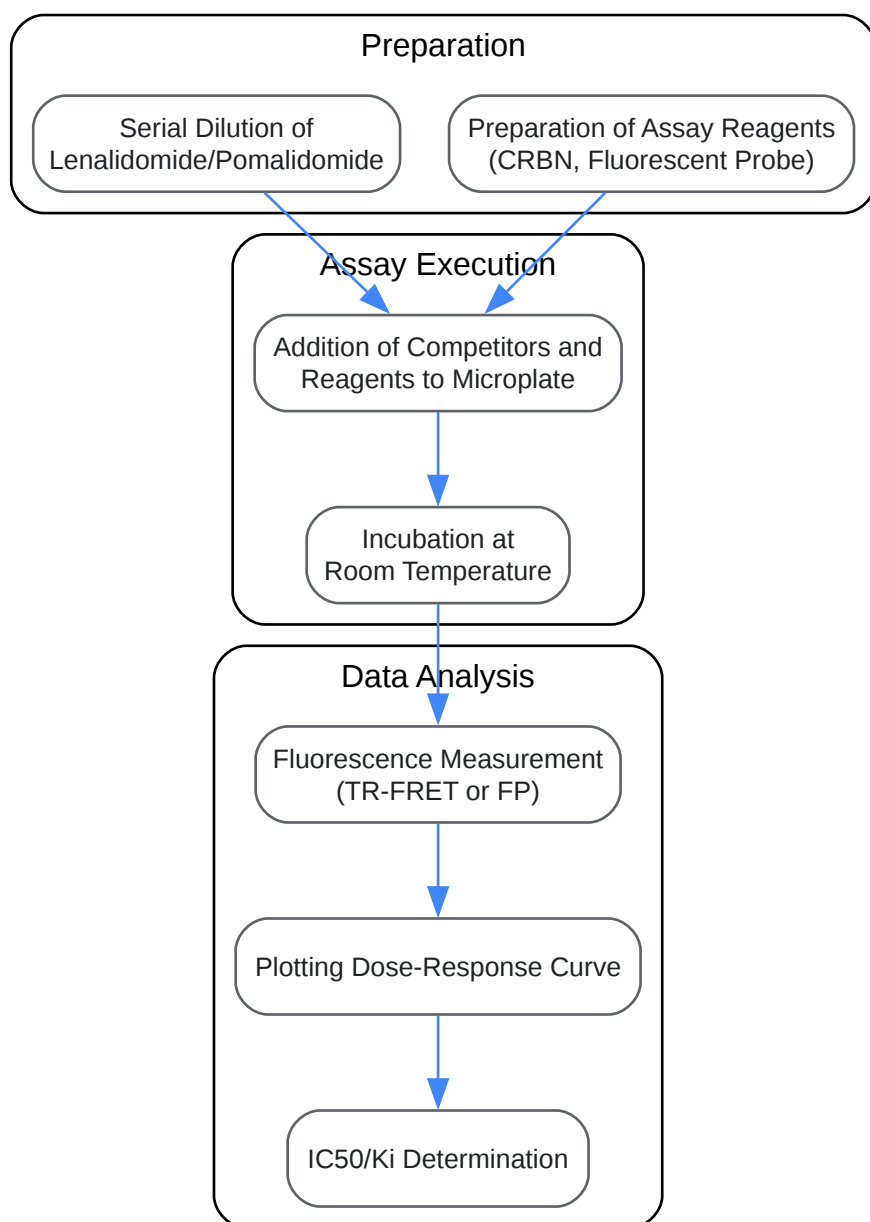 Preparation
Serial Dilution of
Lenalidomide/Pomalidomide
Preparation of Assay Reagents
(CRBN, Fluorescent Probe)
Assay Execution
Addition of Competitors and
Reagents to Microplate
Incubation at
Room Temperature
Data Analysis
Fluorescence Measurement
(TR-FRET or FP)
Plotting Dose-Response Curve
IC50/Ki Determination